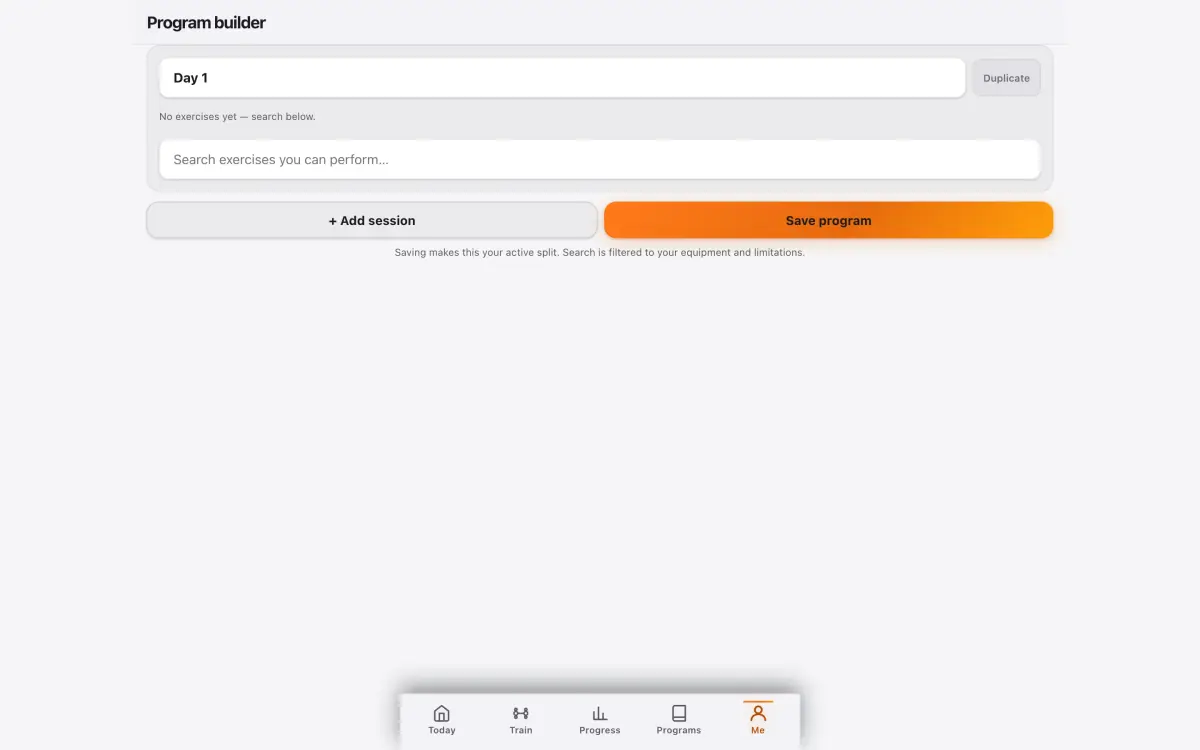 Program builder
Day 1
Duplicate
No exercises yet — search below.
Search exercises you can perform...
+ Add session
Save program
Saving makes this your active split. Search is filtered to your equipment and limitations.
Today
Train
Progress
Programs
Me